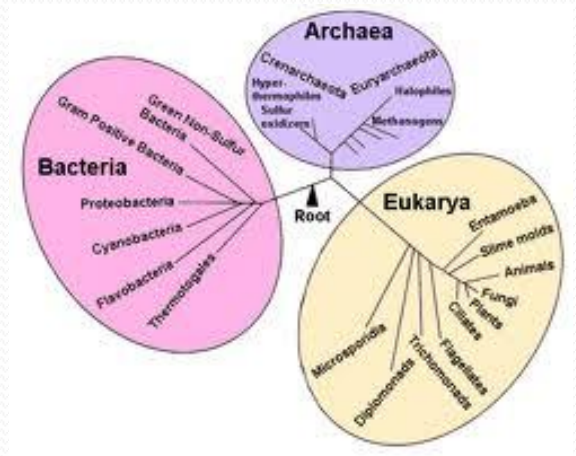 Archaea
Crenarchaeota
Euryarchaeota
Hyper-
thermophiles
Sulfur
oxidizers
Halophiles
Methanogens
Bacteria
Green Non-Sulfur
Bacteria
Gram Positive Bacteria
Proteobacteria
Cyanobacteria
Flavobacteria
Thermotogales
Root
Eukarya
Entamoeba
Slime molds
Animals
Fungi
Plants
Ciliates
Flagellates
Trichomonads
Diplomonads
Microsporidia